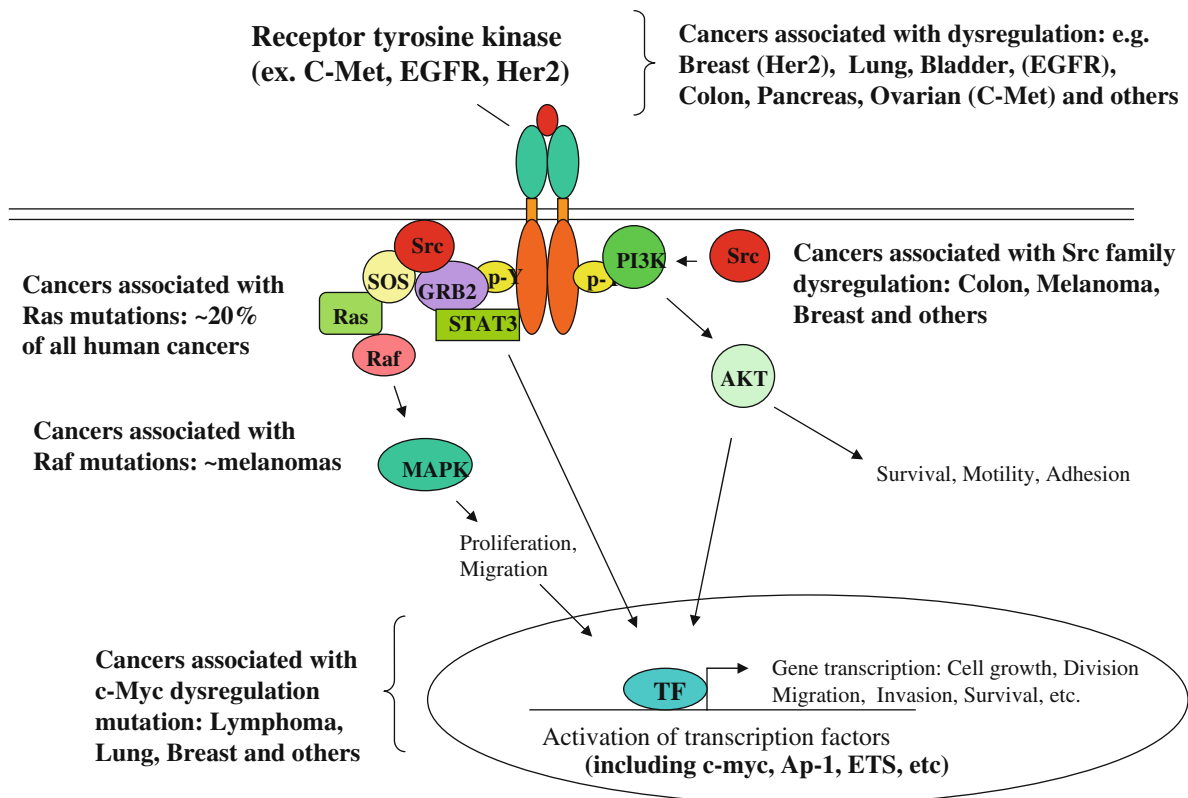 Receptor tyrosine kinase
(ex. C-Met, EGFR, Her2)
Cancers associated with dysregulation: e.g.
Breast (Her2), Lung, Bladder, (EGFR),
Colon, Pancreas, Ovarian (C-Met) and others
Src
SOS
GRB2
p-Y
STAT3
Ras
Raf
p-Y
PI3K
Src
Cancers associated with Src family
dysregulation: Colon, Melanoma,
Breast and others
Cancers associated with
Ras mutations: ~20%
of all human cancers
AKT
Cancers associated with
Raf mutations: ~melanomas
MAPK
Survival, Motility, Adhesion
Proliferation,
Migration
Cancers associated with
c-Myc dysregulation
mutation: Lymphoma,
Lung, Breast and others
TF
Gene transcription: Cell growth, Division
Migration, Invasion, Survival, etc.
Activation of transcription factors
(including c-myc, Ap-1, ETS, etc)